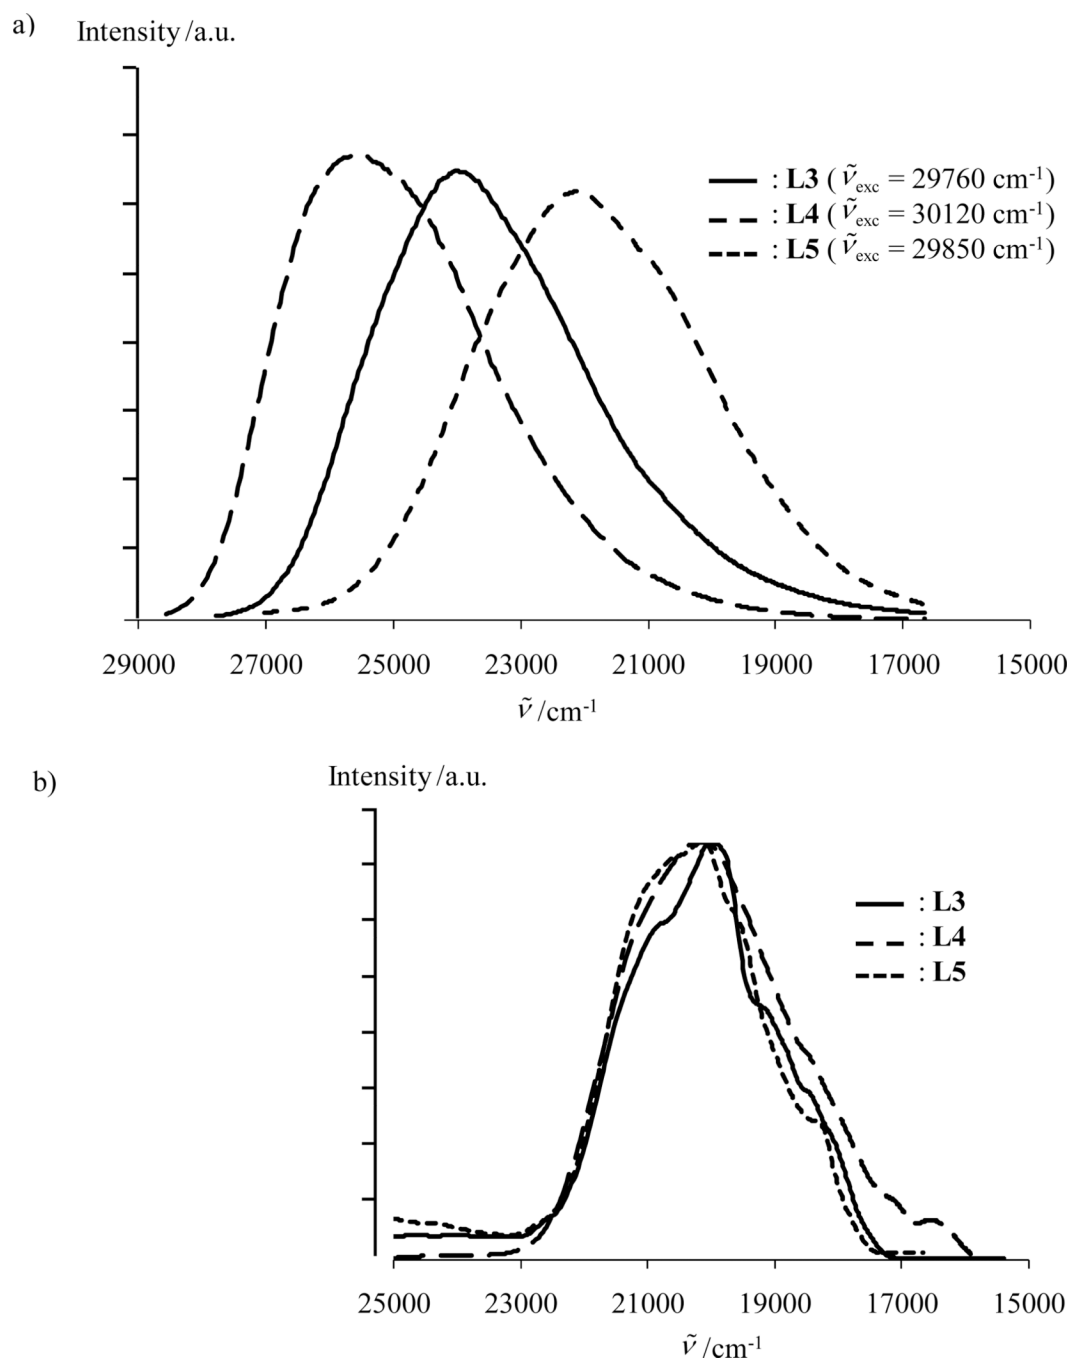 a)
Intensity /a.u.
: L3 ( ν̃exc = 29760 cm-1)
: L4 ( ν̃exc = 30120 cm-1)
: L5 ( ν̃exc = 29850 cm-1)
29000 27000 25000 23000 21000 19000 17000 15000
ν̃ /cm-1
b)
Intensity /a.u.
: L3
: L4
: L5
25000 23000 21000 19000 17000 15000
ν̃ /cm-1